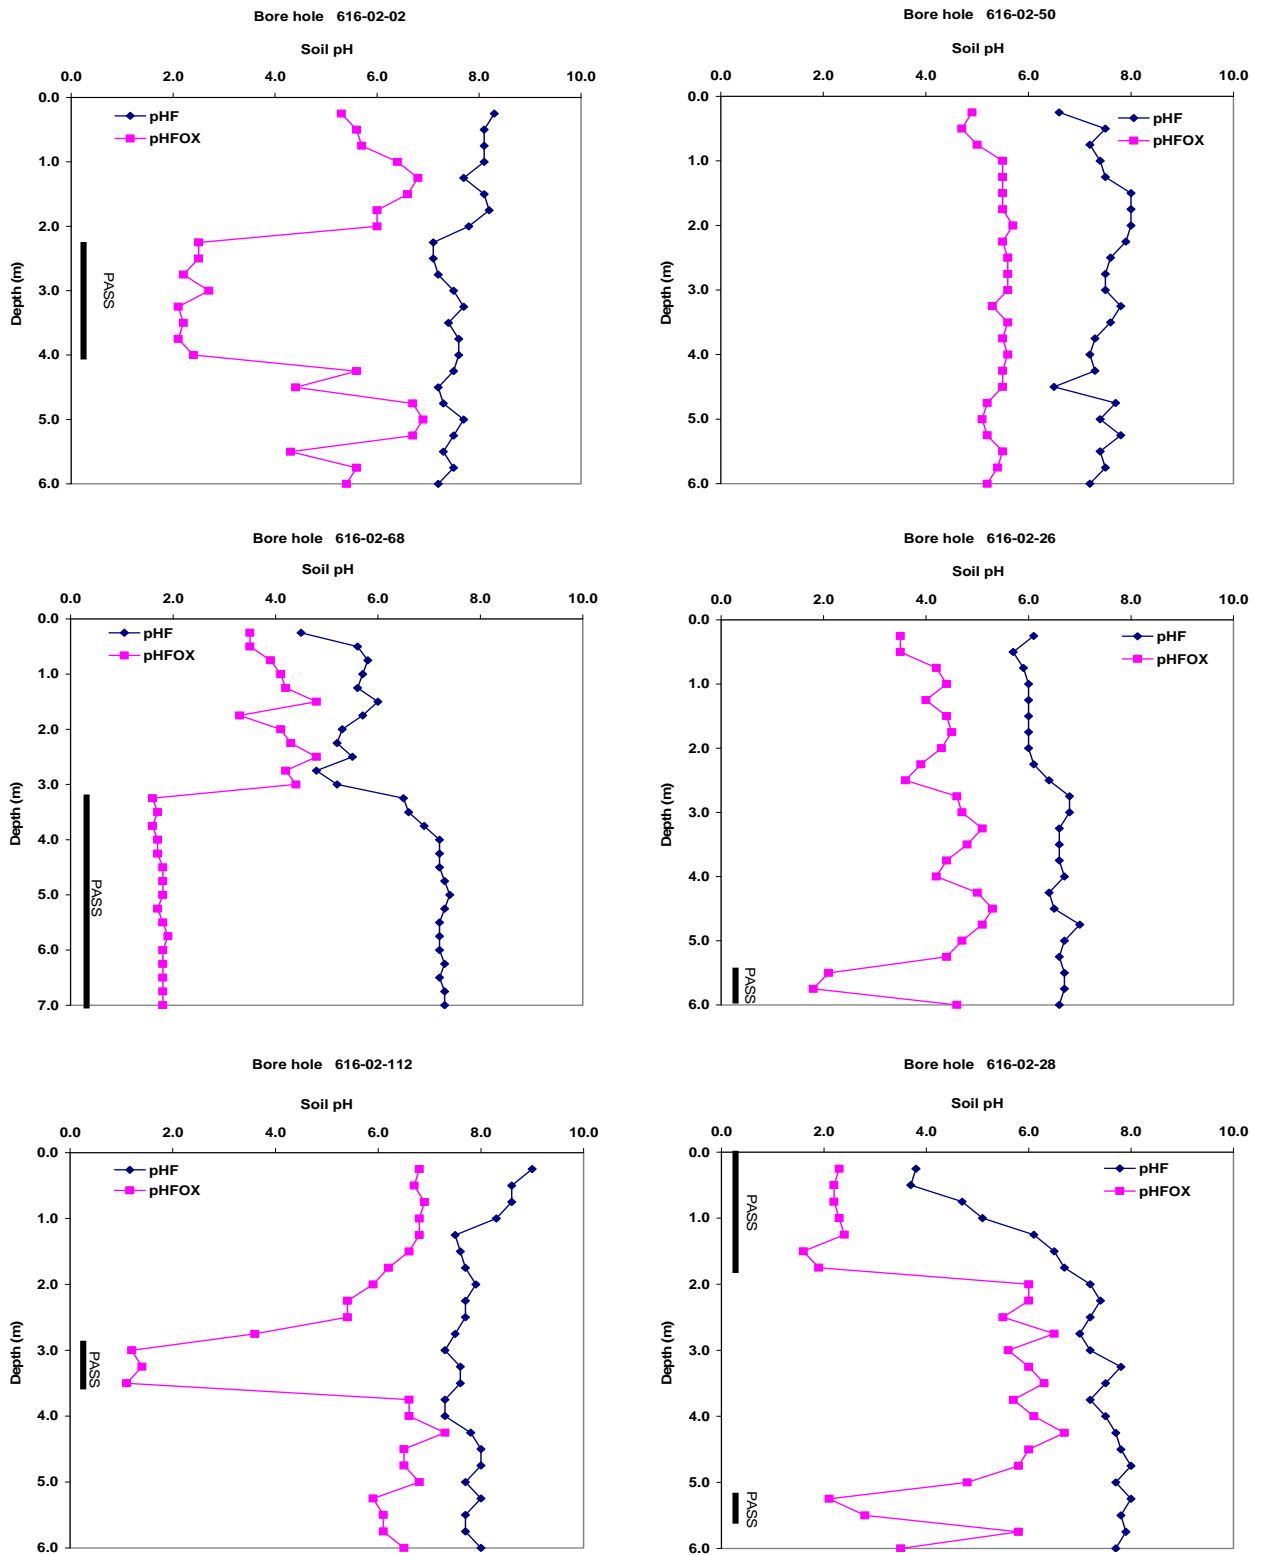 Bore hole 616-02-02
Soil pH
0.0 2.0 4.0 6.0 8.0 10.0
0.0
1.0
2.0
3.0
4.0
5.0
6.0
Depth (m)
pHF
pHFOX
PASS
Bore hole 616-02-50
Soil pH
0.0 2.0 4.0 6.0 8.0 10.0
0.0
1.0
2.0
3.0
4.0
5.0
6.0
Depth (m)
pHF
pHFOX
Bore hole 616-02-68
Soil pH
0.0 2.0 4.0 6.0 8.0 10.0
0.0
1.0
2.0
3.0
4.0
5.0
6.0
7.0
Depth (m)
pHF
pHFOX
PASS
Bore hole 616-02-26
Soil pH
0.0 2.0 4.0 6.0 8.0 10.0
0.0
1.0
2.0
3.0
4.0
5.0
6.0
Depth (m)
pHF
pHFOX
PASS
Bore hole 616-02-112
Soil pH
0.0 2.0 4.0 6.0 8.0 10.0
0.0
1.0
2.0
3.0
4.0
5.0
6.0
Depth (m)
pHF
pHFOX
PASS
Bore hole 616-02-28
Soil pH
0.0 2.0 4.0 6.0 8.0 10.0
0.0
1.0
2.0
3.0
4.0
5.0
6.0
Depth (m)
pHF
pHFOX
PASS
PASS